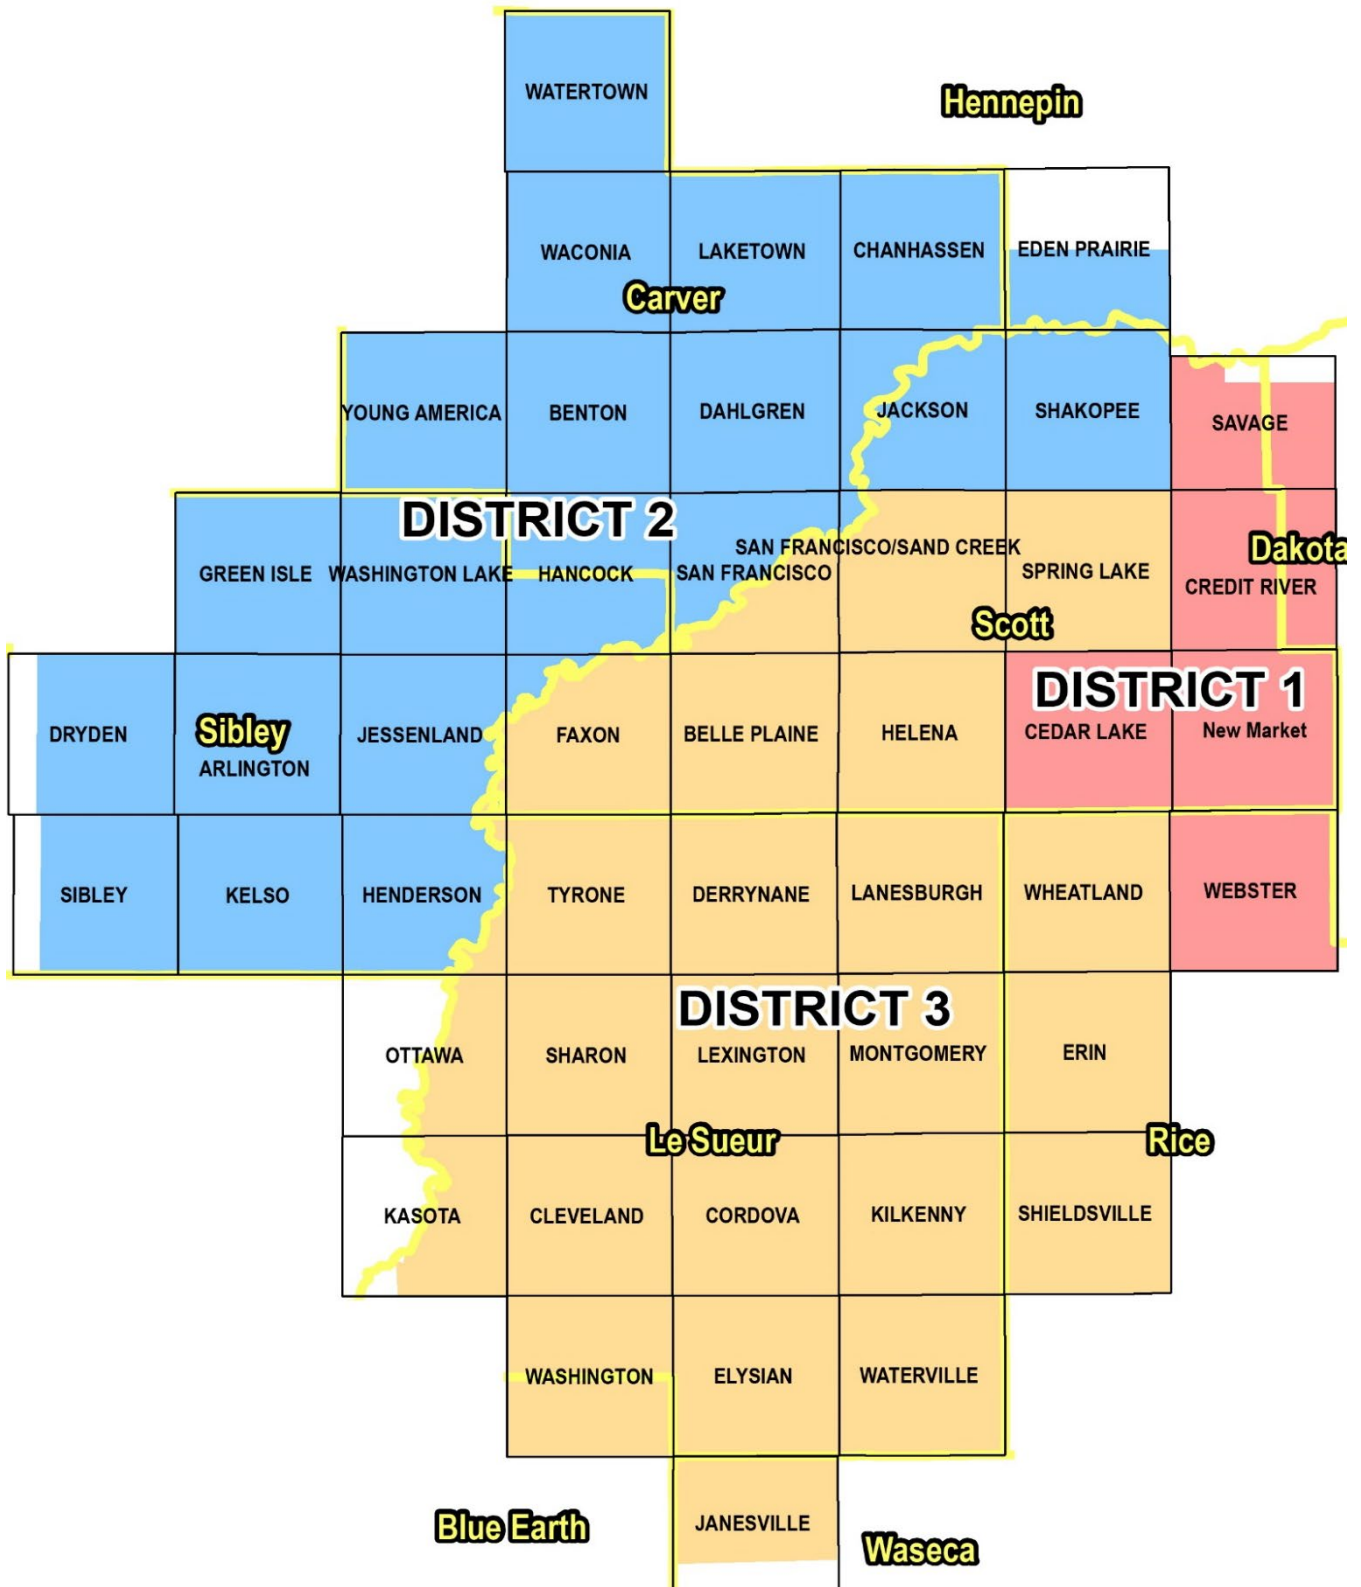 WATERTOWN
Hennepin
WACONIA
LAKETOWN
CHANHASSEN
EDEN PRAIRIE
Carver
YOUNG AMERICA
BENTON
DAHLGREN
JACKSON
SHAKOPEE
SAVAGE
DISTRICT 2
SAN FRANCISCO/SAND CREEK
Dakota
GREEN ISLE
WASHINGTON LAKE
HANCOCK
SAN FRANCISCO
SPRING LAKE
CREDIT RIVER
Scott
DISTRICT 1
DRYDEN
Sibley
ARLINGTON
JESSENLAND
FAXON
BELLE PLAINE
HELENA
CEDAR LAKE
New Market
SIBLEY
KELSO
HENDERSON
TYRONE
DERRYNANE
LANESBURGH
WHEATLAND
WEBSTER
DISTRICT 3
OTTAWA
SHARON
LEXINGTON
MONTGOMERY
ERIN
Le Sueur
Rice
KASOTA
CLEVELAND
CORDOVA
KILKENNY
SHIELDSVILLE
WASHINGTON
ELYSIAN
WATERVILLE
Blue Earth
JANESVILLE
Waseca